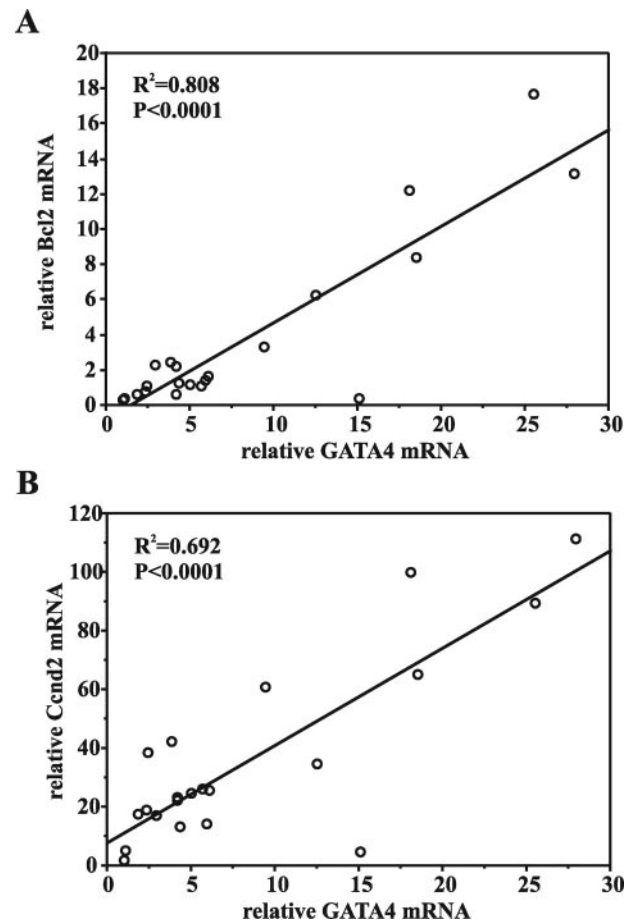 A
20
18
16
14
12
10
8
6
4
2
0
relative Bcl2 mRNA
R²=0.808
P<0.0001
0 5 10 15 20 25 30
relative GATA4 mRNA
B
120
100
80
60
40
20
0
relative Ccnd2 mRNA
R²=0.692
P<0.0001
0 5 10 15 20 25 30
relative GATA4 mRNA